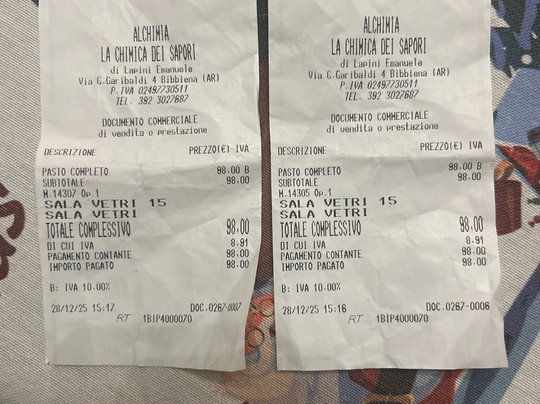 ALCHIMIA
LA CHIMICA DEI SAPORI
di Lapini Emanuele
Via G.Garibaldi 4 Bibbiena (AR)
P.IVA 02497730511
TEL. 392 3027687
DOCUMENTO COMMERCIALE
di vendita o prestazione
DESCRIZIONE PREZZO(€) IVA
PASTO COMPLETO 98.00 B
SUBTOTALE 98.00
M.14307 Op.1
SALA VETRI 15
SALA VETRI
TOTALE COMPLESSIVO 98,00
DI CUI IVA 8.91
PAGAMENTO CONTANTE 98.00
IMPORTO PAGATO 98.00
B: IVA 10.00%
28/12/25 15:17 DOC.0267-0007
RT 1BIP4000070
ALCHIMIA
LA CHIMICA DEI SAPORI
di Lapini Emanuele
Via G.Garibaldi 4 Bibbiena (AR)
P.IVA 02497730511
TEL. 392 3027687
DOCUMENTO COMMERCIALE
di vendita o prestazione
DESCRIZIONE PREZZO(€) IVA
PASTO COMPLETO 98.00 B
SUBTOTALE 98.00
M.14305 Op.1
SALA VETRI 15
SALA VETRI
TOTALE COMPLESSIVO 98,00
DI CUI IVA 8.91
PAGAMENTO CONTANTE 98.00
IMPORTO PAGATO 98.00
B: IVA 10.00%
28/12/25 15:16 DOC.0267-0006
RT 1BIP4000070